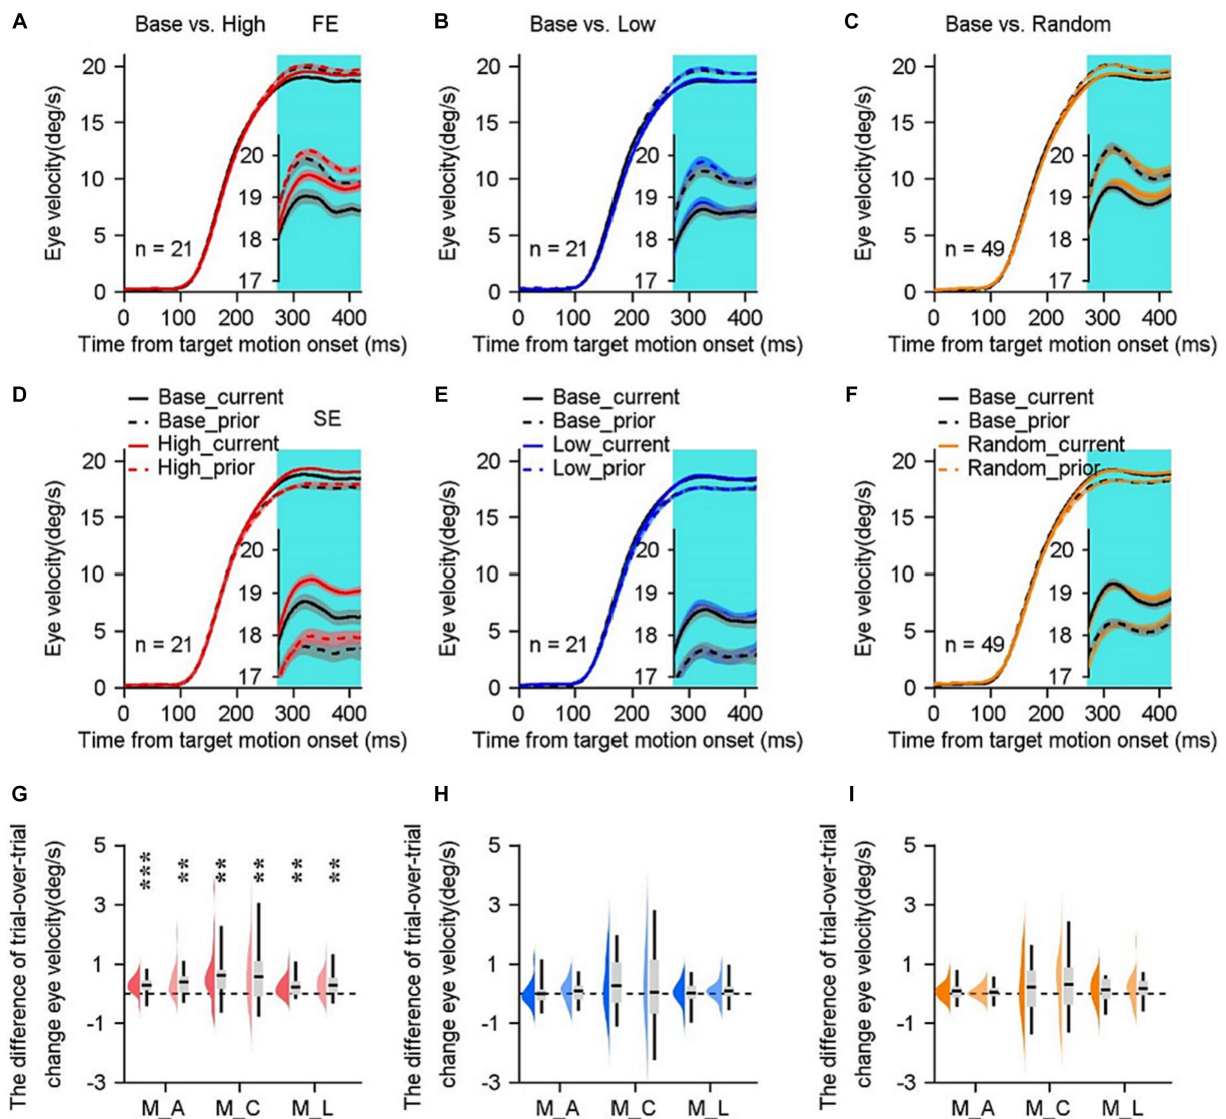 A Base vs. High FE
B Base vs. Low
C Base vs. Random
Eye velocity(deg/s)
20
15
10
5
0
20
19
18
17
n = 21
0 100 200 300 400
Time from target motion onset (ms)
Eye velocity(deg/s)
20
15
10
5
0
20
19
18
17
n = 21
0 100 200 300 400
Time from target motion onset (ms)
Eye velocity(deg/s)
20
15
10
5
0
20
19
18
17
n = 49
0 100 200 300 400
Time from target motion onset (ms)
D
Base_current
Base_prior
High_current
High_prior
SE
Eye velocity(deg/s)
20
15
10
5
0
20
19
18
17
n = 21
0 100 200 300 400
Time from target motion onset (ms)
E
Base_current
Base_prior
Low_current
Low_prior
Eye velocity(deg/s)
20
15
10
5
0
20
19
18
17
n = 21
0 100 200 300 400
Time from target motion onset (ms)
F
Base_current
Base_prior
Random_current
Random_prior
Eye velocity(deg/s)
20
15
10
5
0
20
19
18
17
n = 49
0 100 200 300 400
Time from target motion onset (ms)
G
The difference of trial-over-trial
change eye velocity(deg/s)
5
3
1
-1
-3
*** ** ** ** ** **
M_A M_C M_L
H
The difference of trial-over-trial
change eye velocity(deg/s)
5
3
1
-1
-3
M_A M_C M_L
I
The difference of trial-over-trial
change eye velocity(deg/s)
5
3
1
-1
-3
M_A M_C M_L